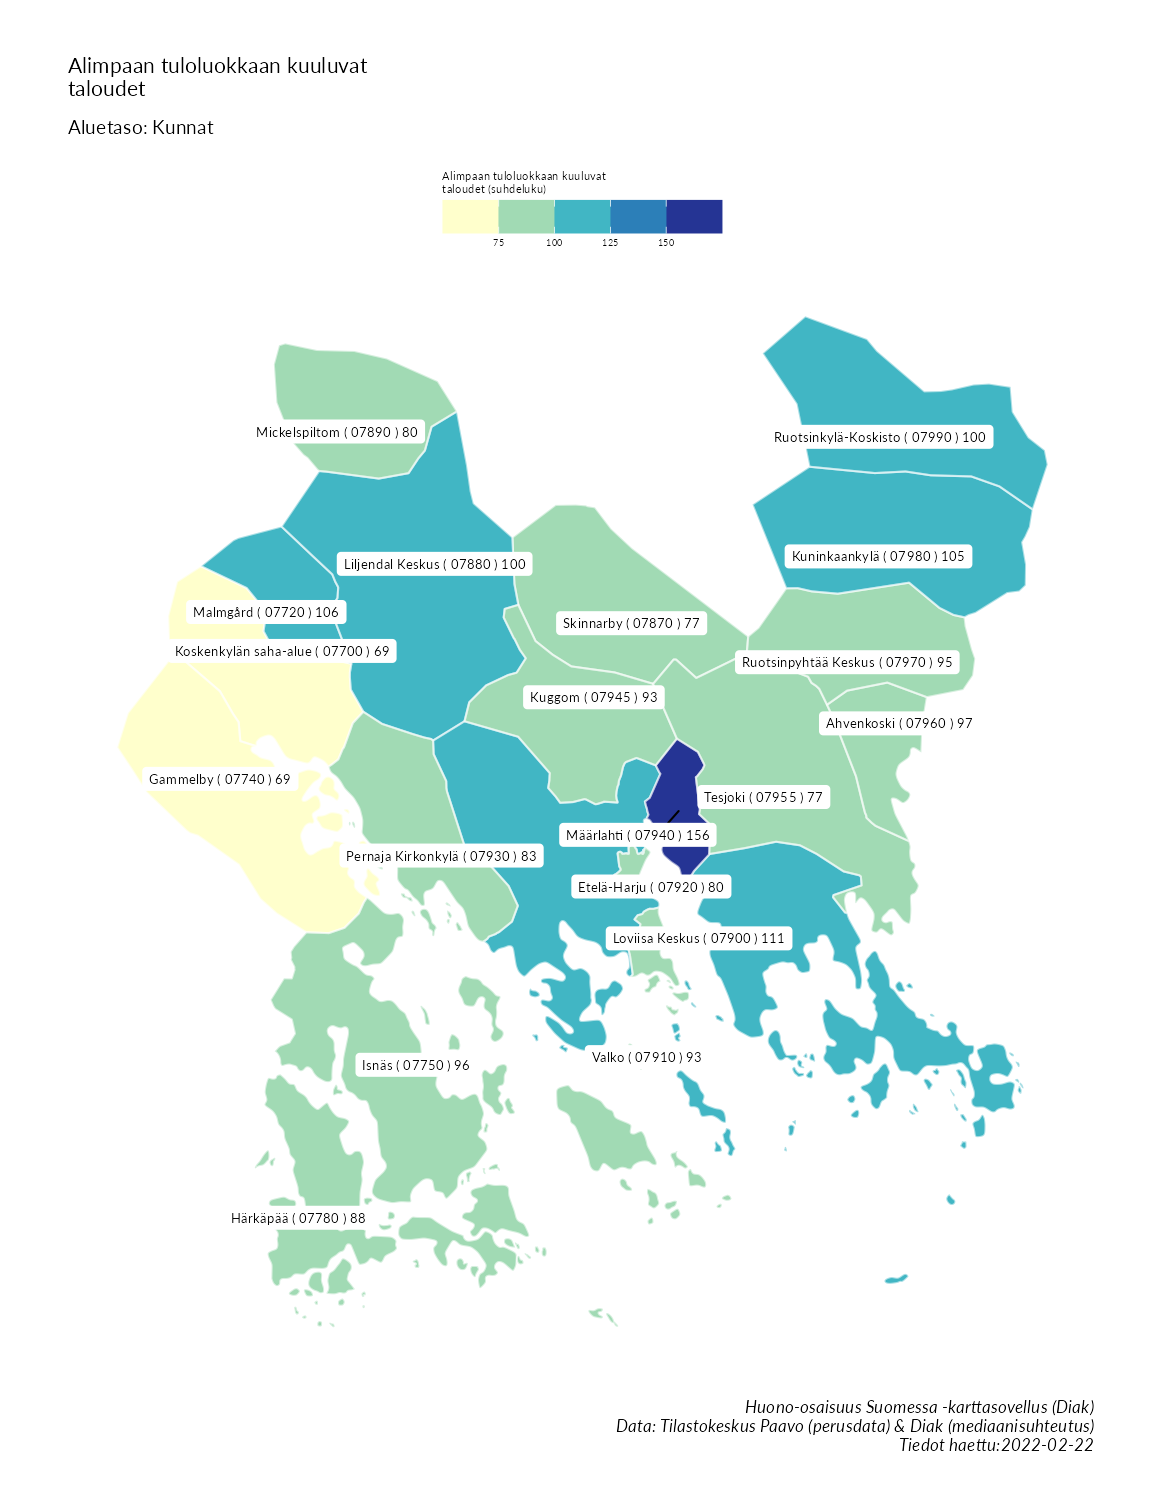 Alimpaan tuloluokkaan kuuluvat
taloudet
Aluetaso: Kunnat
Alimpaan tuloluokkaan kuuluvat
taloudet (suhdeluku)
75 100 125 150
Mickelspiltom ( 07890 ) 80
Ruotsinkylä-Koskisto ( 07990 ) 100
Kuninkaankylä ( 07980 ) 105
Liljendal Keskus ( 07880 ) 100
Malmgård ( 07720 ) 106
Skinnarby ( 07870 ) 77
Koskenkylän saha-alue ( 07700 ) 69
Ruotsinpyhtää Keskus ( 07970 ) 95
Kuggom ( 07945 ) 93
Ahvenkoski ( 07960 ) 97
Gammelby ( 07740 ) 69
Tesjoki ( 07955 ) 77
Määrlahti ( 07940 ) 156
Pernaja Kirkonkylä ( 07930 ) 83
Etelä-Harju ( 07920 ) 80
Loviisa Keskus ( 07900 ) 111
Valko ( 07910 ) 93
Isnäs ( 07750 ) 96
Härkäpää ( 07780 ) 88
Huono-osaisuus Suomessa -karttasovellus (Diak)
Data: Tilastokeskus Paavo (perusdata) & Diak (mediaanisuhteutus)
Tiedot haettu:2022-02-22